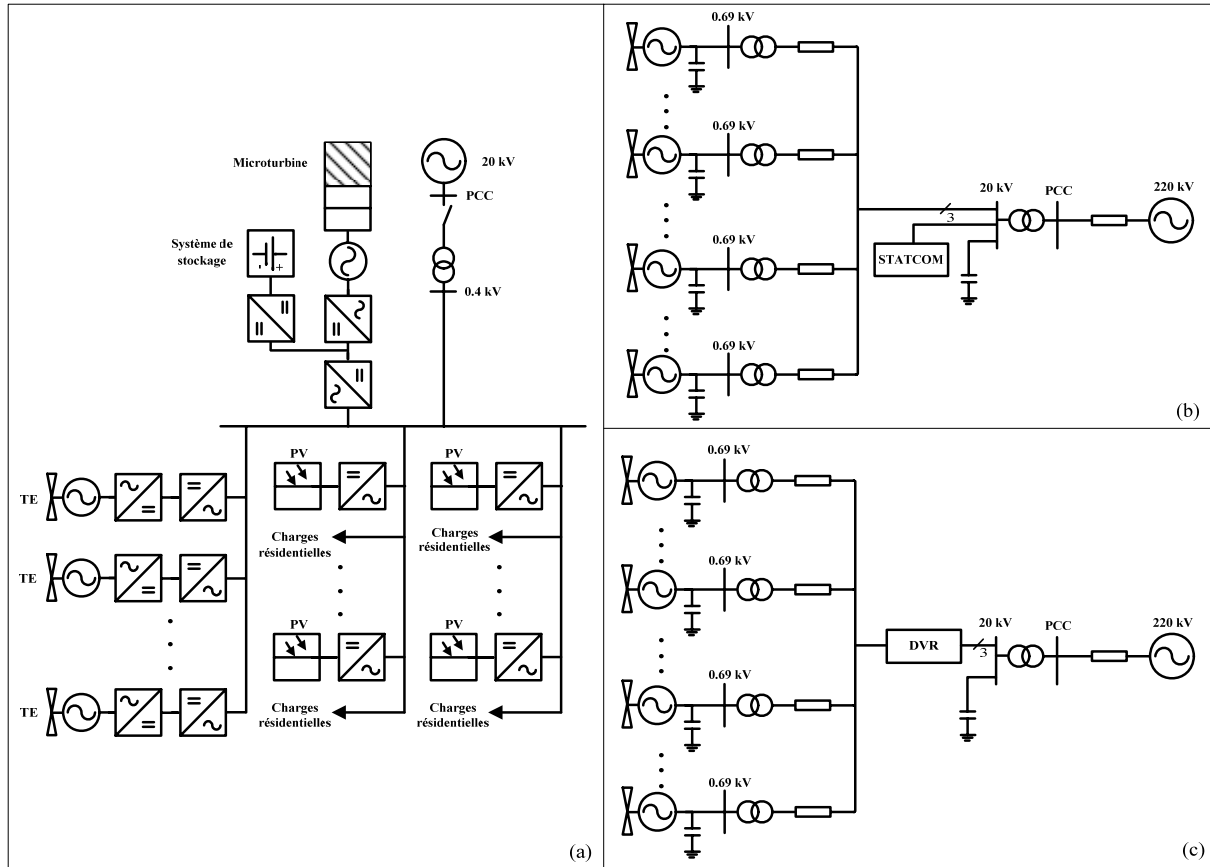 Microturbine
20 kV
PCC
Système de
stockage
- +
0.4 kV
TE
PV
PV
Charges
résidentielles
Charges
résidentielles
TE
PV
PV
TE
Charges
résidentielles
Charges
résidentielles
(a)
0.69 kV
0.69 kV
0.69 kV
0.69 kV
3
STATCOM
20 kV
PCC
220 kV
(b)
0.69 kV
0.69 kV
0.69 kV
0.69 kV
DVR
3
20 kV
PCC
220 kV
(c)